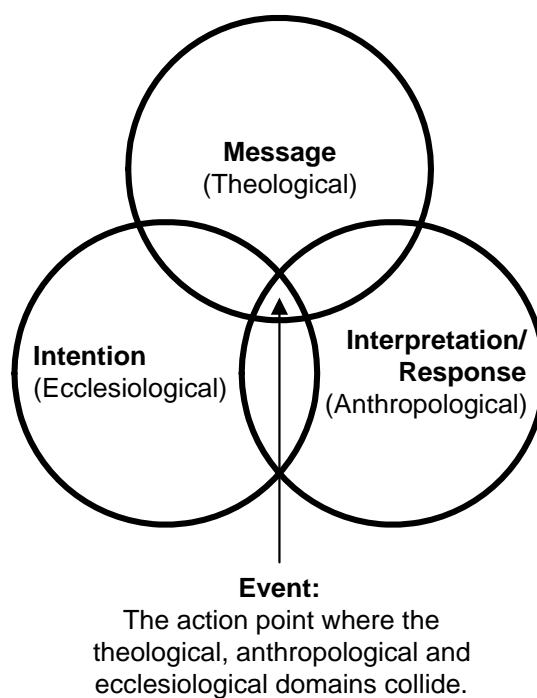 Message
(Theological)
Intention
(Ecclesiological)
Interpretation/
Response
(Anthropological)
Event:
The action point where the
theological, anthropological and
ecclesiological domains collide.